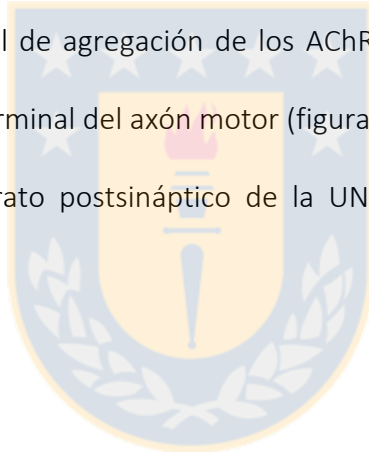 l de agregación de los AChR
rminal del axón motor (figura
rato postsináptico de la UN